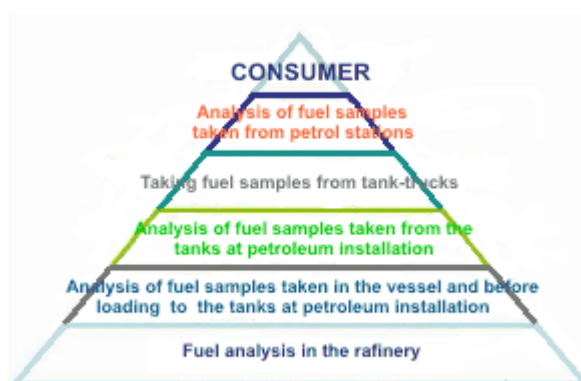 CONSUMER
Analysis of fuel samples
taken from petrol stations
Taking fuel samples from tank-trucks
Analysis of fuel samples taken from the
tanks at petroleum installation
Analysis of fuel samples taken in the vessel and before
loading to the tanks at petroleum installation
Fuel analysis in the rafinery